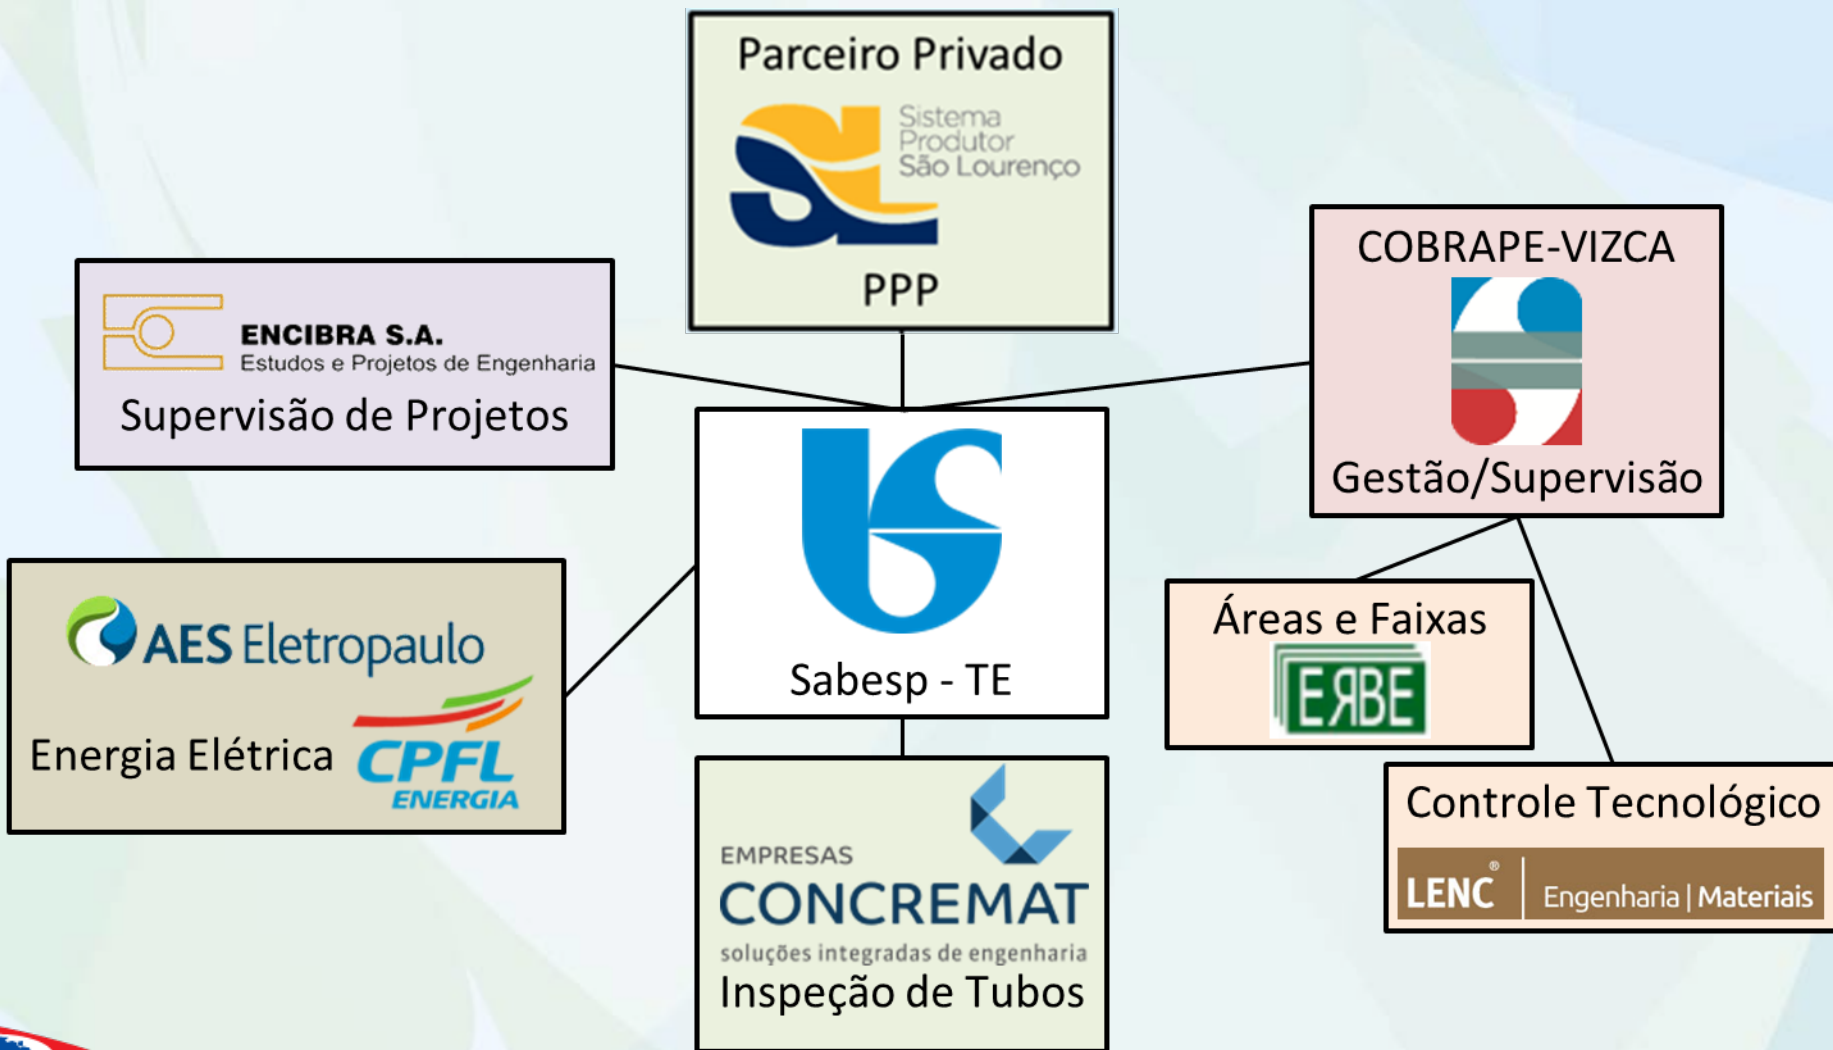 Parceiro Privado
Sistema
Produtor
São Lourenço
PPP
ENCIBRA S.A.
Estudos e Projetos de Engenharia
Supervisão de Projetos
COBRAPE-VIZCA
Gestão/Supervisão
Sabesp - TE
AES Eletropaulo
Energia Elétrica
CPFL
ENERGIA
Áreas e Faixas
ERBE
EMPRESAS
CONCREMAT
soluções integradas de engenharia
Inspeção de Tubos
Controle Tecnológico
LENC® | Engenharia | Materiais